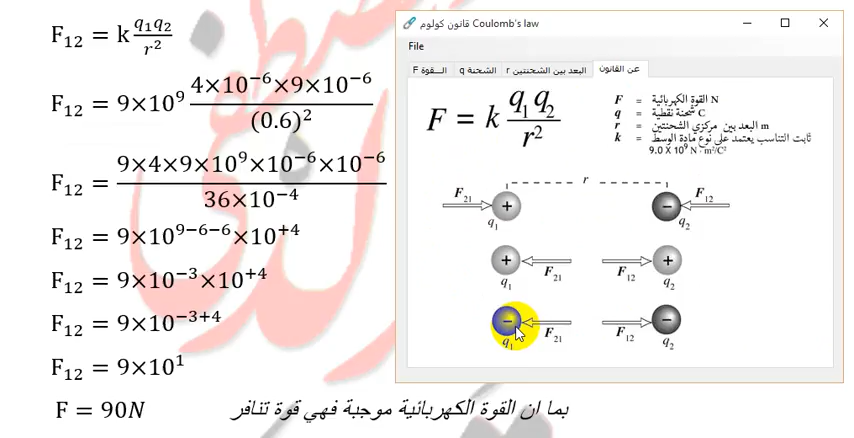 F₁₂ = k q₁q₂ / r²
F₁₂ = 9×10⁹ 4×10⁻⁶×9×10⁻⁶ / (0.6)²
F₁₂ = 9×4×9×10⁹×10⁻⁶×10⁻⁶ / 36×10⁻⁴
F₁₂ = 9×10⁹⁻⁶⁻⁶×10⁺⁴
F₁₂ = 9×10⁻³×10⁺⁴
F₁₂ = 9×10⁻³⁺⁴
F₁₂ = 9×10¹
F = 90N
بما ان القوة الكهربائية موجبة فهي قوة تنافر
قانون كولوم Coulomb's law
File
عن القانون
البعد بين الشحنتين r
الشحنة q
القـــوة F
F = k q₁ q₂ / r²
F = القوة الكهربائية N
q = شحنة نقطية C
r = البعد بين مركزي الشحنتين m
k = ثابت التناسب يعتمد على نوع مادة الوسط
9.0 X 10⁹ N · m²/C²
r
F₂₁ + − F₁₂
q₁ q₂
+ F₂₁ F₁₂ +
q₁ q₂
− F₂₁ F₁₂ −
q₁ q₂